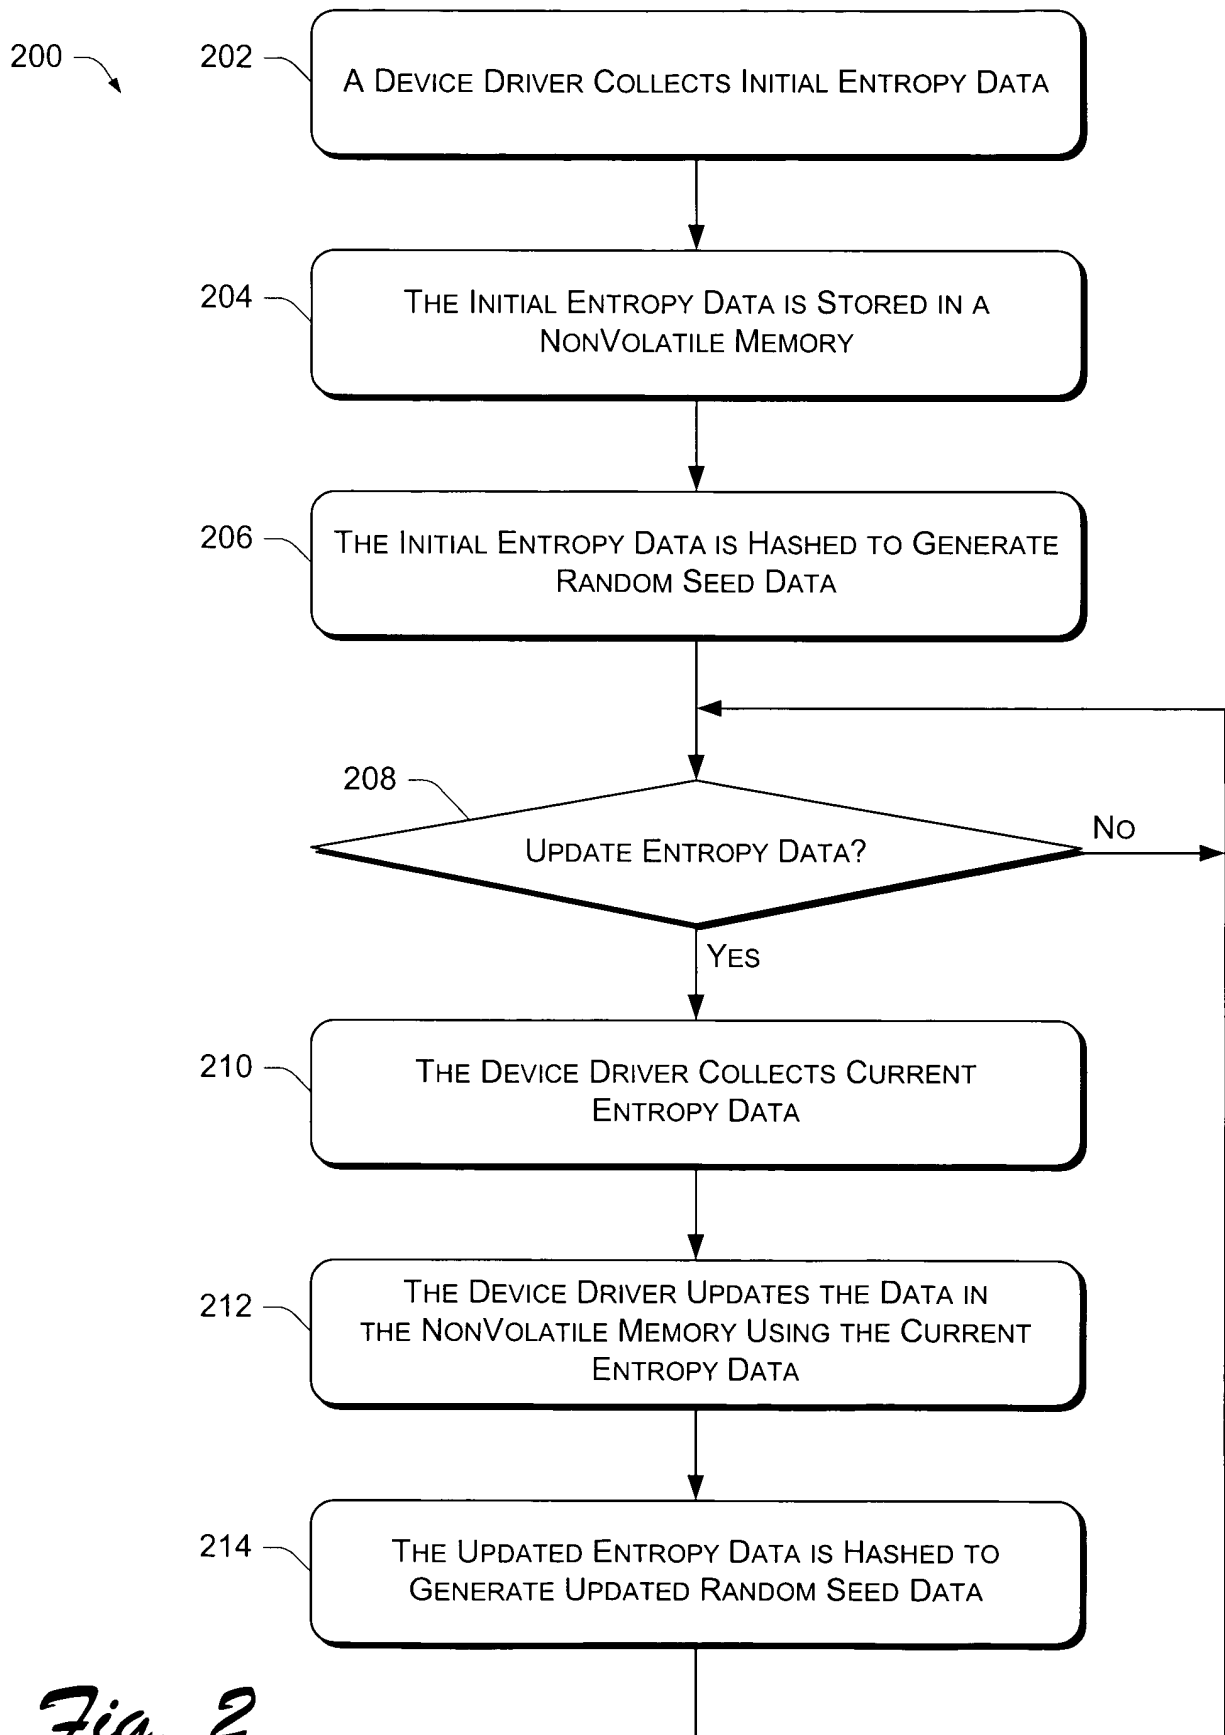 200
202
A DEVICE DRIVER COLLECTS INITIAL ENTROPY DATA
204
THE INITIAL ENTROPY DATA IS STORED IN A
NONVOLATILE MEMORY
206
THE INITIAL ENTROPY DATA IS HASHED TO GENERATE
RANDOM SEED DATA
208
UPDATE ENTROPY DATA?
NO
YES
210
THE DEVICE DRIVER COLLECTS CURRENT
ENTROPY DATA
212
THE DEVICE DRIVER UPDATES THE DATA IN
THE NONVOLATILE MEMORY USING THE CURRENT
ENTROPY DATA
214
THE UPDATED ENTROPY DATA IS HASHED TO
GENERATE UPDATED RANDOM SEED DATA
Fig. 2